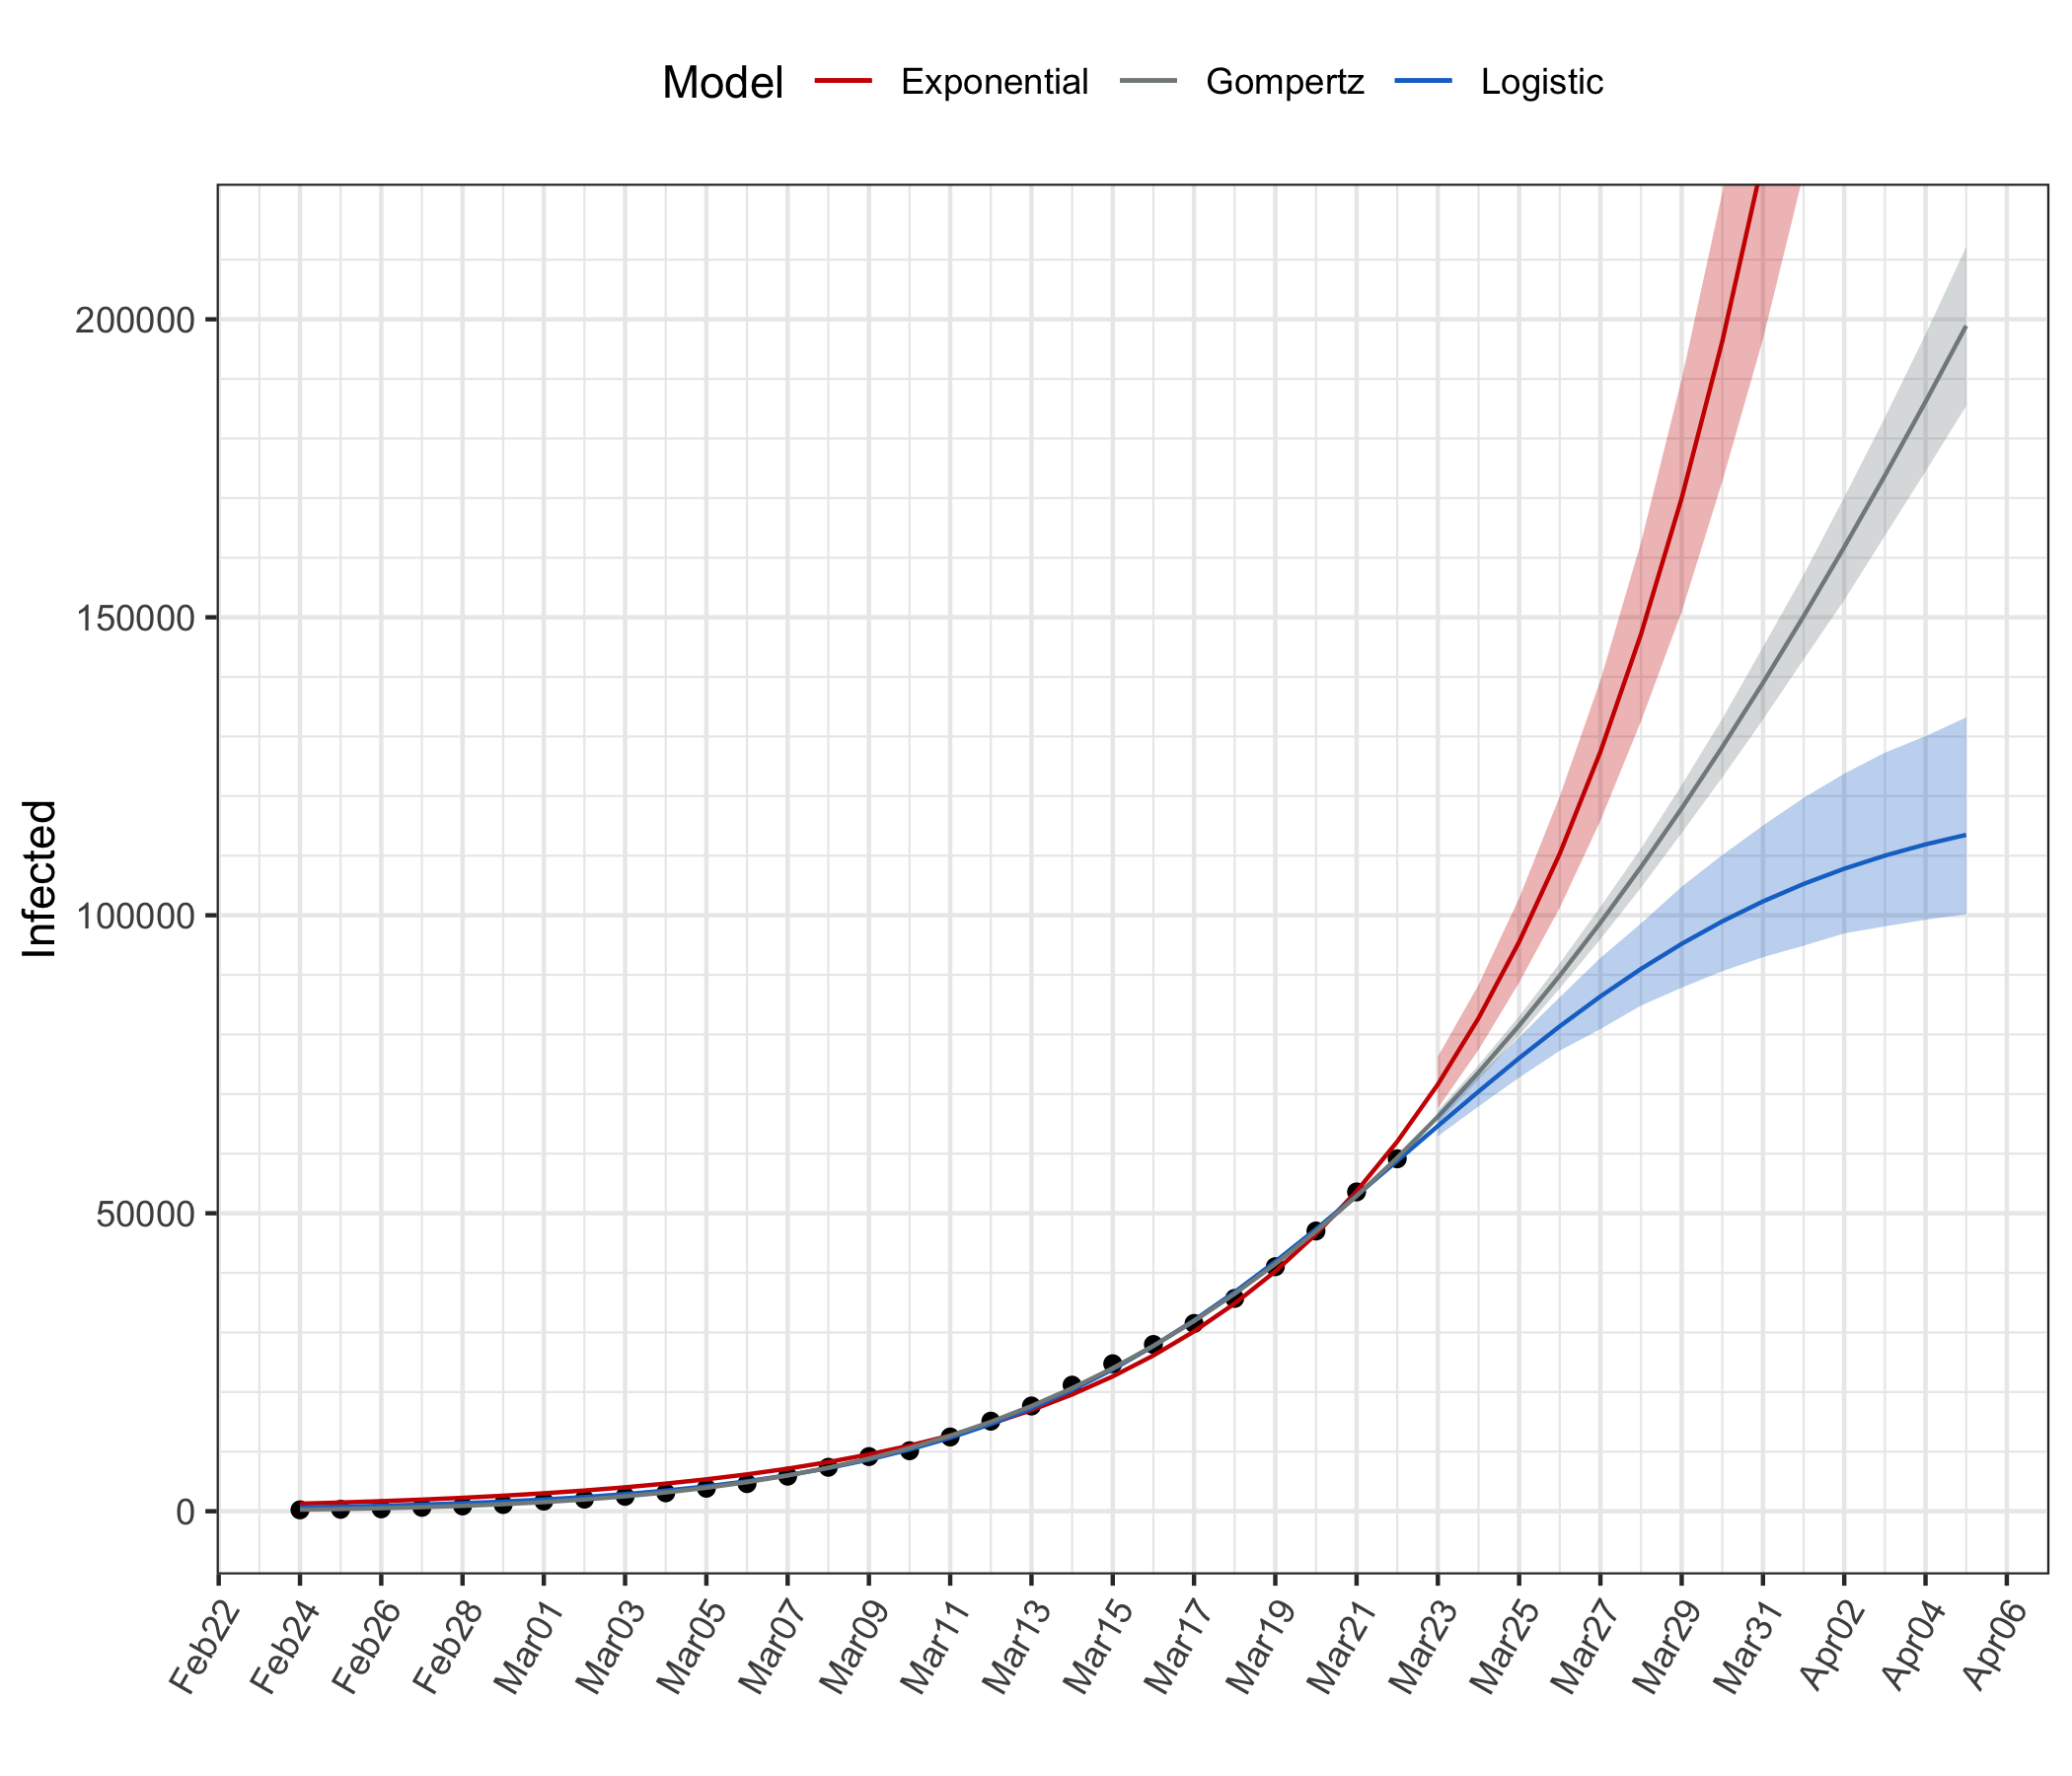 Model Exponential Gompertz Logistic
Infected
200000
150000
100000
50000
0
Feb22 Feb24 Feb26 Feb28 Mar01 Mar03 Mar05 Mar07 Mar09 Mar11 Mar13 Mar15 Mar17 Mar19 Mar21 Mar23 Mar25 Mar27 Mar29 Mar31 Apr02 Apr04 Apr06